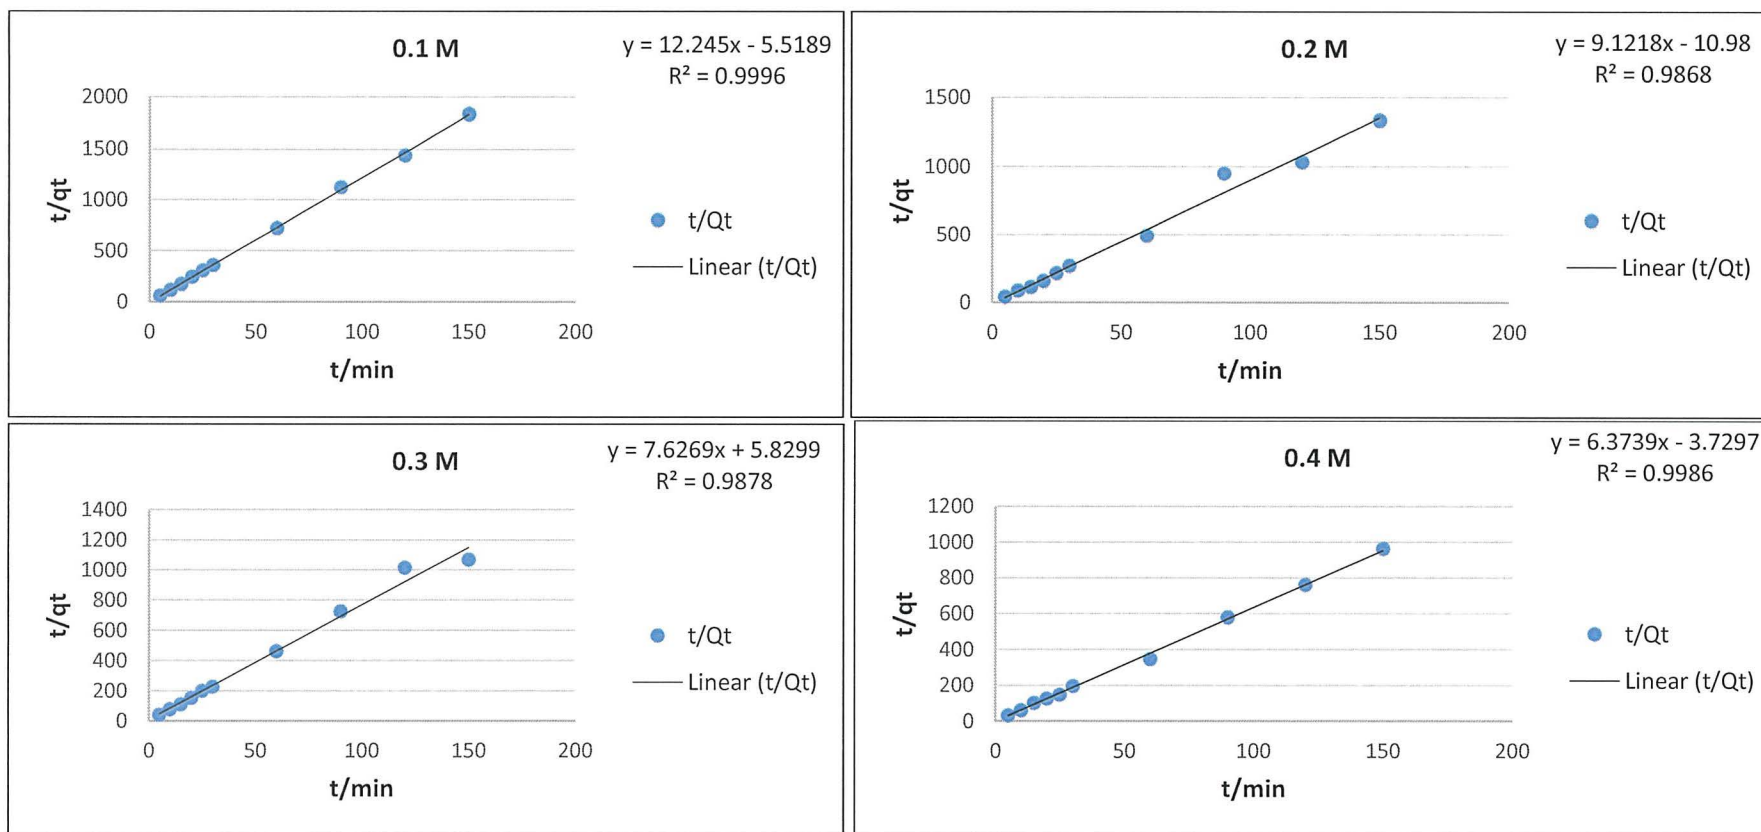 0.1 M
y = 12.245x - 5.5189
R² = 0.9996
2000
1500
1000
500
0
0 50 100 150 200
t/qt
t/min
t/Qt
Linear (t/Qt)
0.2 M
y = 9.1218x - 10.98
R² = 0.9868
1500
1000
500
0
0 50 100 150 200
t/qt
t/min
t/Qt
Linear (t/Qt)
0.3 M
y = 7.6269x + 5.8299
R² = 0.9878
1400
1200
1000
800
600
400
200
0
0 50 100 150 200
t/qt
t/min
t/Qt
Linear (t/Qt)
0.4 M
y = 6.3739x - 3.7297
R² = 0.9986
1200
1000
800
600
400
200
0
0 50 100 150 200
t/qt
t/min
t/Qt
Linear (t/Qt)